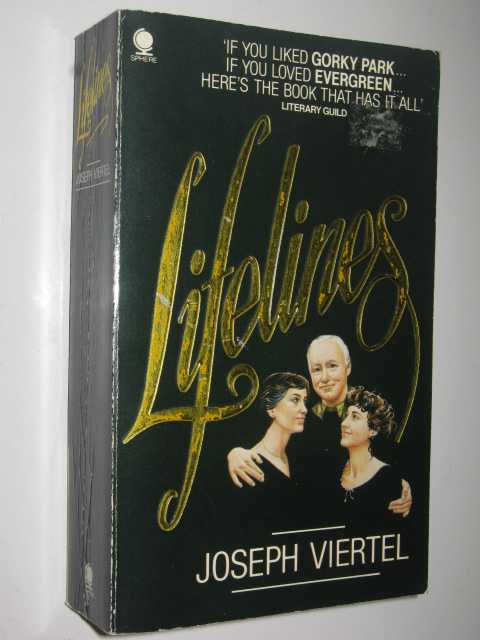 SPHERE
'IF YOU LIKED GORKY PARK...
IF YOU LOVED EVERGREEN...
HERE'S THE BOOK THAT HAS IT ALL'
LITERARY GUILD
Lifelines
JOSEPH VIERTEL
Lifelines
JOSEPH VIERTEL